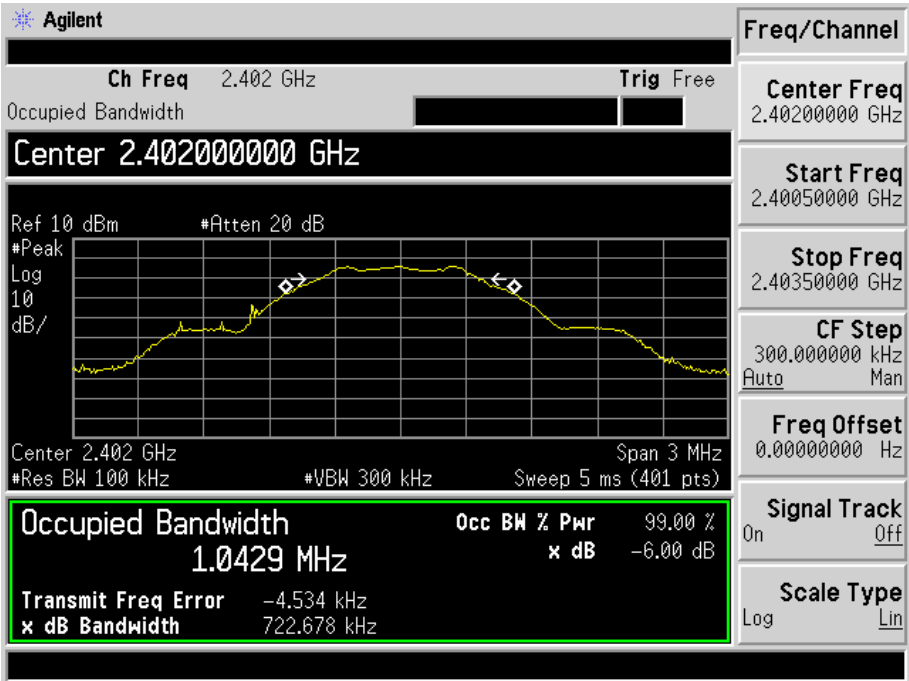 Agilent
Freq/Channel
Ch Freq 2.402 GHz Trig Free
Occupied Bandwidth
Center 2.402000000 GHz
Ref 10 dBm #Atten 20 dB
#Peak
Log
10
dB/
Center 2.402 GHz Span 3 MHz
#Res BW 100 kHz #VBW 300 kHz Sweep 5 ms (401 pts)
Occupied Bandwidth Occ BW % Pwr 99.00 %
1.0429 MHz x dB -6.00 dB
Transmit Freq Error -4.534 kHz
x dB Bandwidth 722.678 kHz
Center Freq
2.40200000 GHz
Start Freq
2.40050000 GHz
Stop Freq
2.40350000 GHz
CF Step
300.000000 kHz
Auto Man
Freq Offset
0.00000000 Hz
Signal Track
On Off
Scale Type
Log Lin